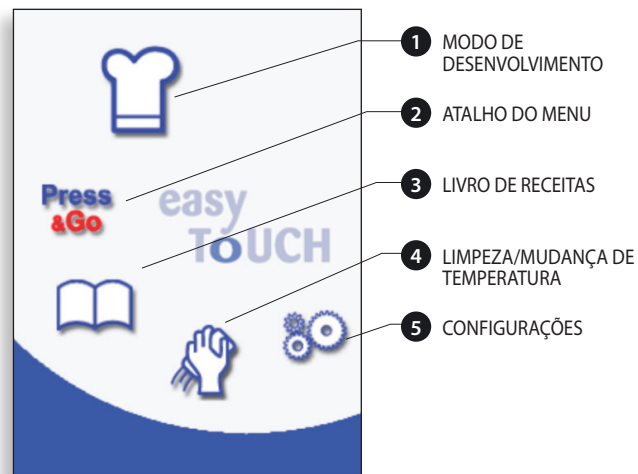 1 MODO DE
DESENVOLVIMENTO
2 ATALHO DO MENU
Press
&Go
easy
ToUCH
3 LIVRO DE RECEITAS
4 LIMPEZA/MUDANÇA DE
TEMPERATURA
5 CONFIGURAÇÕES